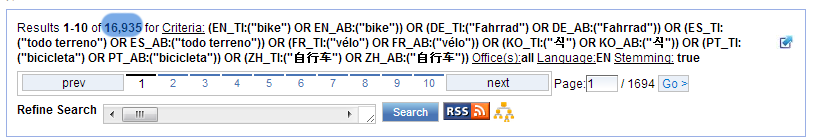 Results 1-10 of 16,935 for Criteria: (EN_TI:("bike") OR EN_AB:("bike")) OR (DE_TI:("Fahrrad") OR DE_AB:("Fahrrad")) OR (ES_TI:
("todo terreno") OR ES_AB:("todo terreno")) OR (FR_TI:("vélo") OR FR_AB:("vélo")) OR (KO_TI:("식") OR KO_AB:("식")) OR (PT_TI:
("bicicleta") OR PT_AB:("bicicleta")) OR (ZH_TI:("自行车") OR ZH_AB:("自行车")) Office(s):all Language:EN Stemming: true
prev 1 2 3 4 5 6 7 8 9 10 next Page: 1 / 1694 Go >
Refine Search Search RSS